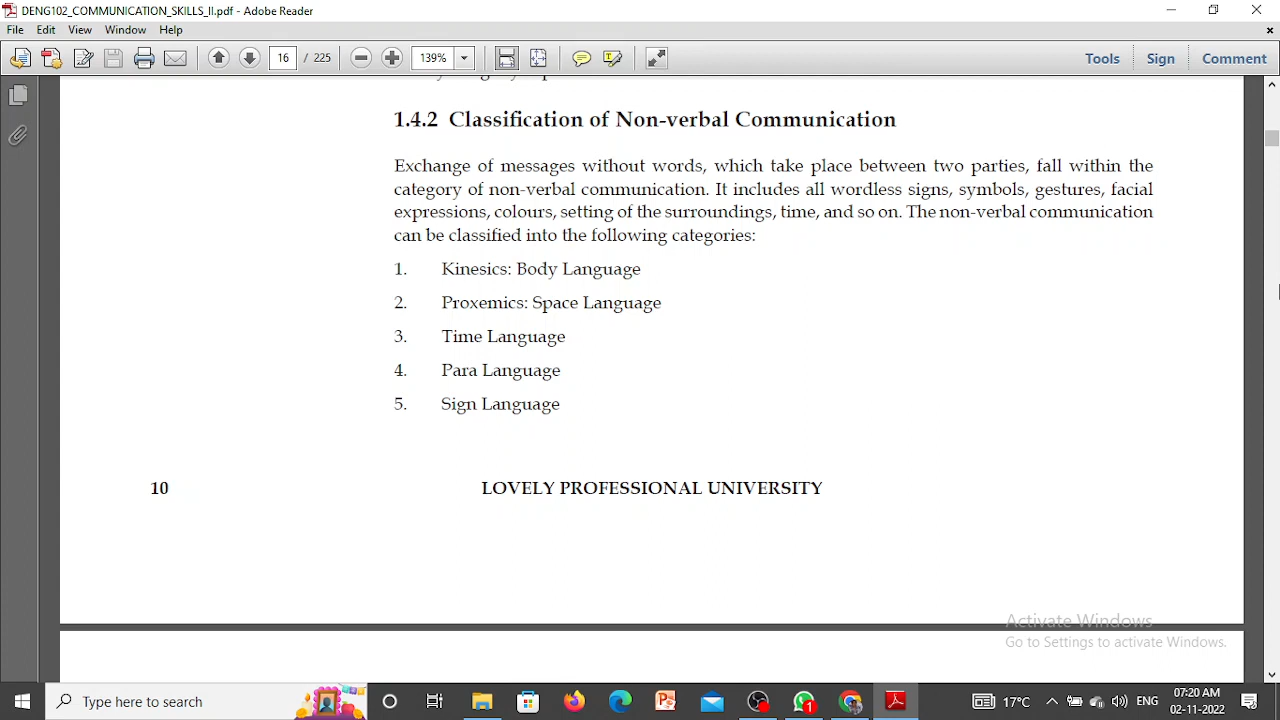 DENG102_COMMUNICATION_SKILLS_II.pdf - Adobe Reader
File Edit View Window Help
16 / 225 139% Tools Sign Comment
1.4.2 Classification of Non-verbal Communication
Exchange of messages without words, which take place between two parties, fall within the
category of non-verbal communication. It includes all wordless signs, symbols, gestures, facial
expressions, colours, setting of the surroundings, time, and so on. The non-verbal communication
can be classified into the following categories:
1. Kinesics: Body Language
2. Proxemics: Space Language
3. Time Language
4. Para Language
5. Sign Language
10 LOVELY PROFESSIONAL UNIVERSITY
Activate Windows
Go to Settings to activate Windows.
Type here to search 1 17°C ENG 07:20 AM
02-11-2022